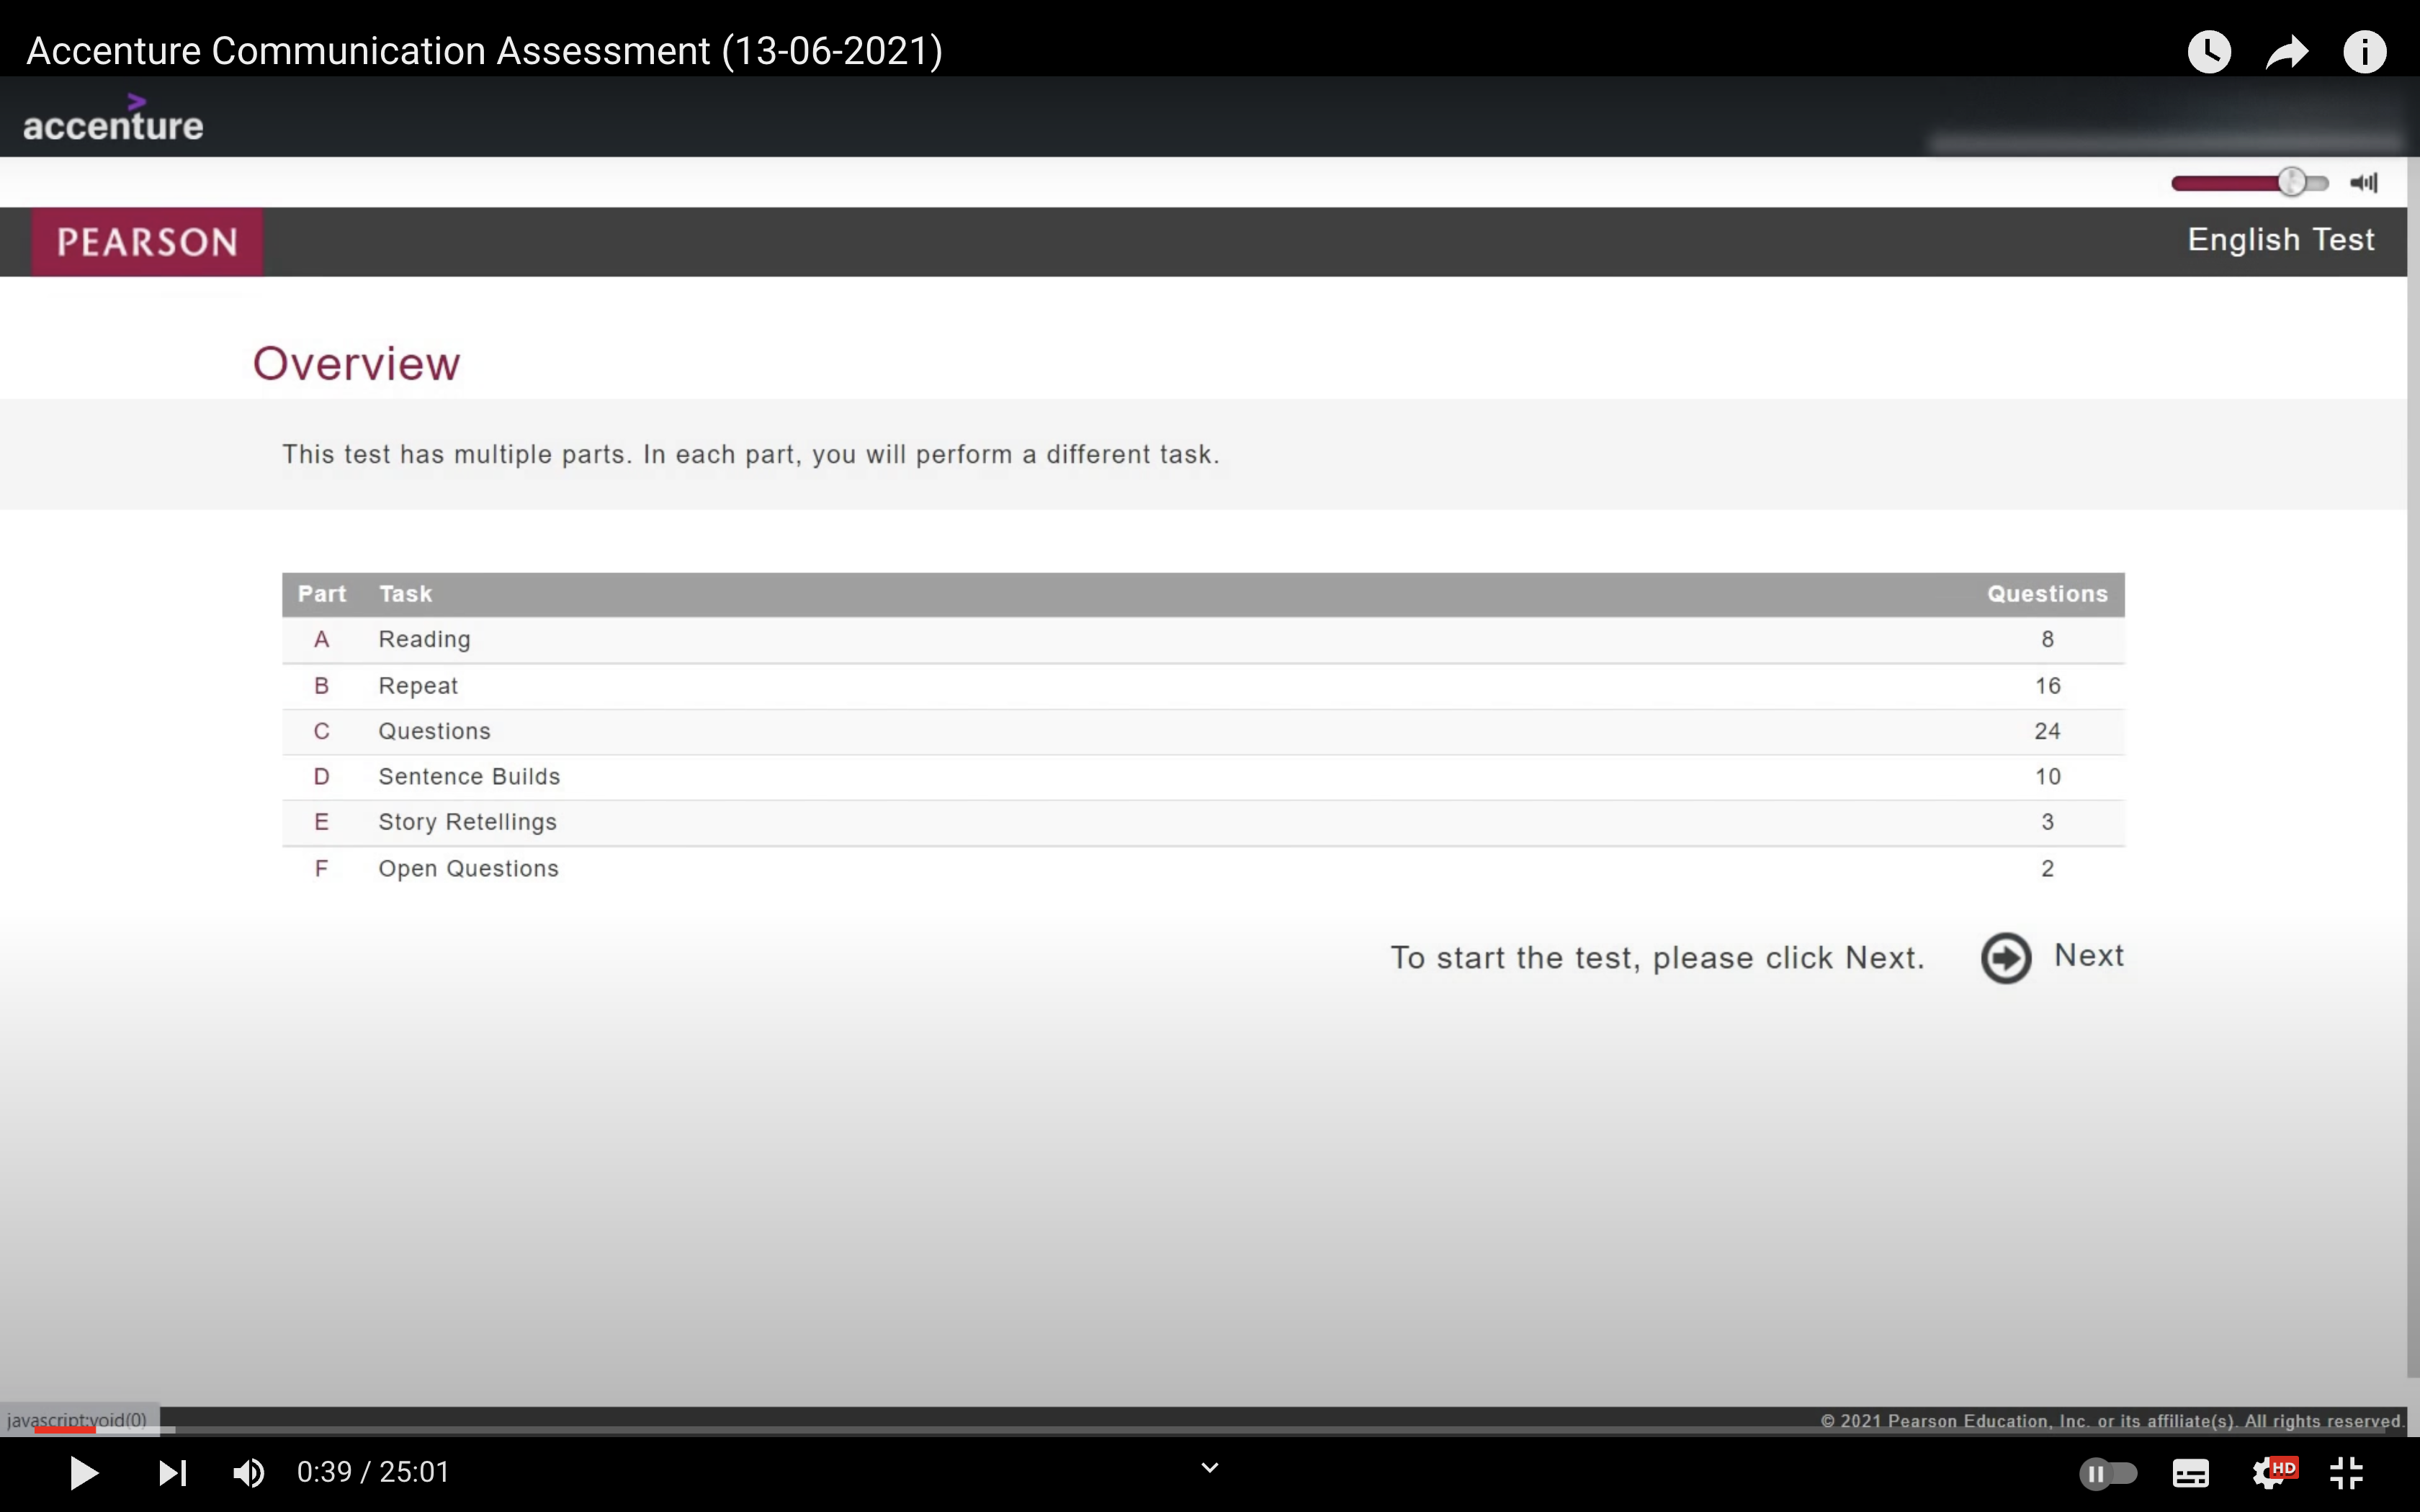 Accenture Communication Assessment (13-06-2021)
accenture
PEARSON
English Test
Overview
This test has multiple parts. In each part, you will perform a different task.
Part Task Questions
A Reading 8
B Repeat 16
C Questions 24
D Sentence Builds 10
E Story Retellings 3
F Open Questions 2
To start the test, please click Next. Next
javascript:void(0)
© 2021 Pearson Education, Inc. or its affiliate(s). All rights reserved.
0:39 / 25:01
HD